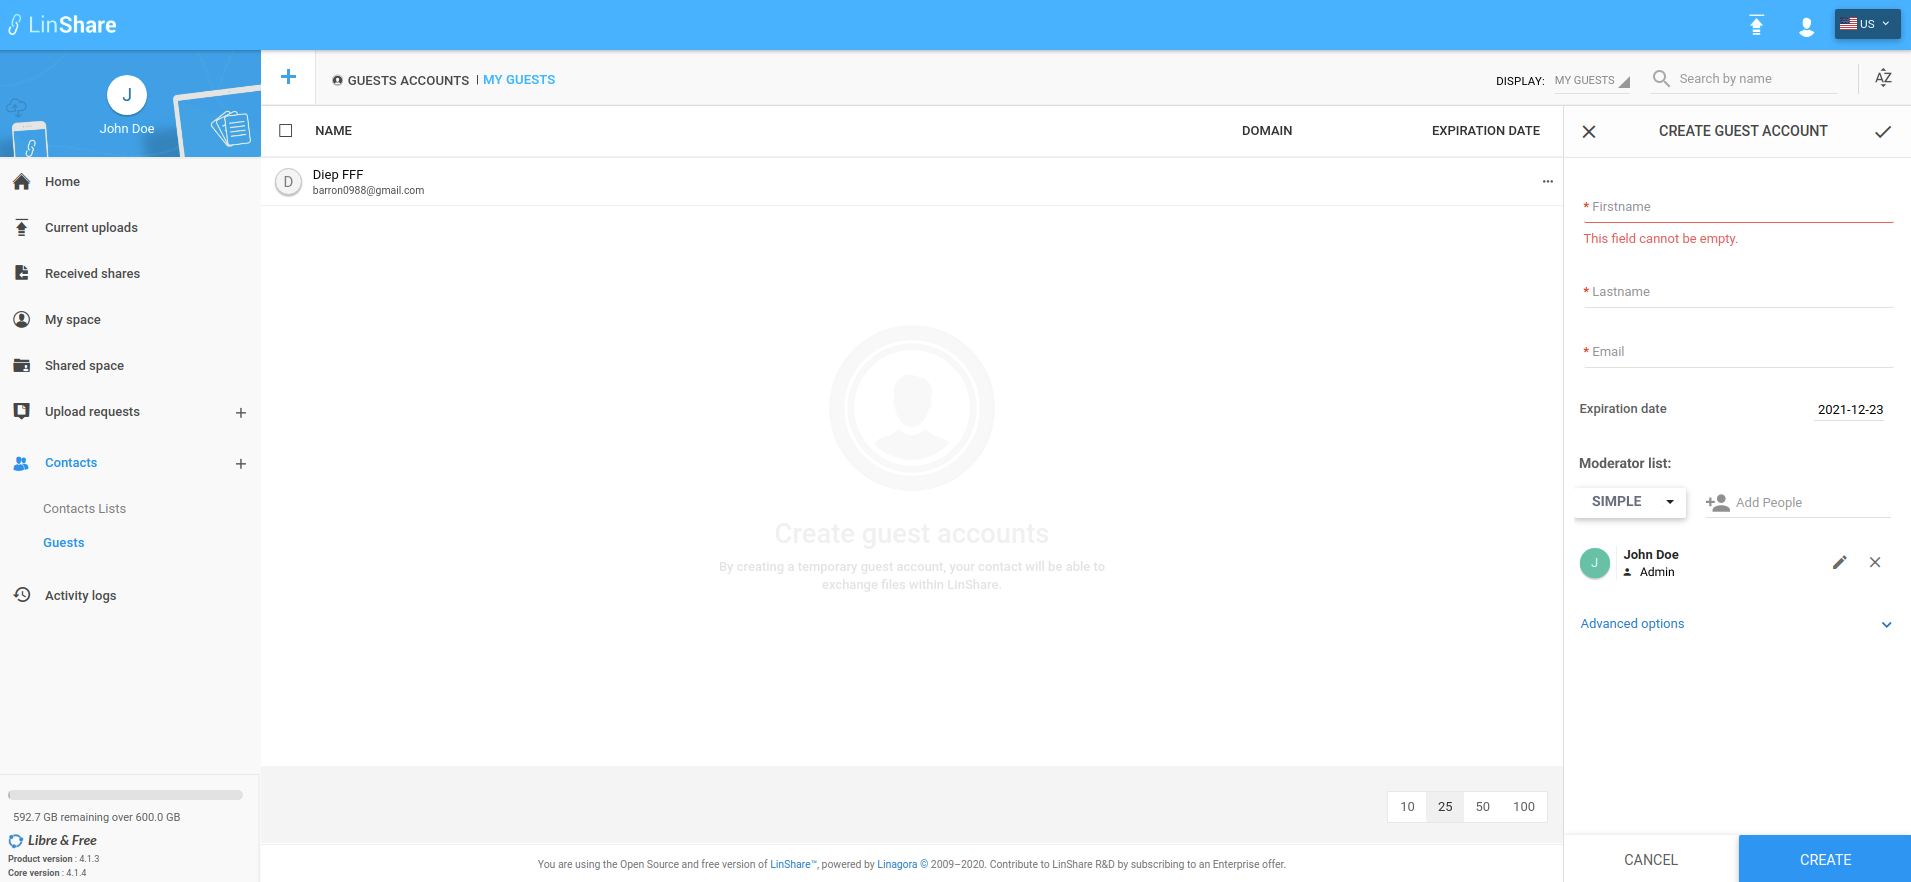 LinShare
US
J
John Doe
GUESTS ACCOUNTS | MY GUESTS
DISPLAY: MY GUESTS
Search by name
AZ
Home
Current uploads
Received shares
My space
Shared space
Upload requests
Contacts
Contacts Lists
Guests
Activity logs
592.7 GB remaining over 600.0 GB
Libre & Free
Product version : 4.1.3
Core version : 4.1.4
NAME DOMAIN EXPIRATION DATE
D
Diep FFF
barron0988@gmail.com
Create guest accounts
By creating a temporary guest account, your contact will be able to
exchange files within LinShare.
10 25 50 100
You are using the Open Source and free version of LinShare™, powered by Linagora © 2009–2020. Contribute to LinShare R&D by subscribing to an Enterprise offer.
CREATE GUEST ACCOUNT
* Firstname
This field cannot be empty.
* Lastname
* Email
Expiration date 2021-12-23
Moderator list:
SIMPLE Add People
J
John Doe
Admin
Advanced options
CANCEL CREATE